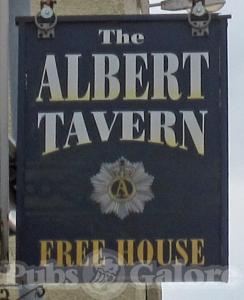 The
ALBERT
TAVERN
A
FREE HOUSE
Pubs Galore